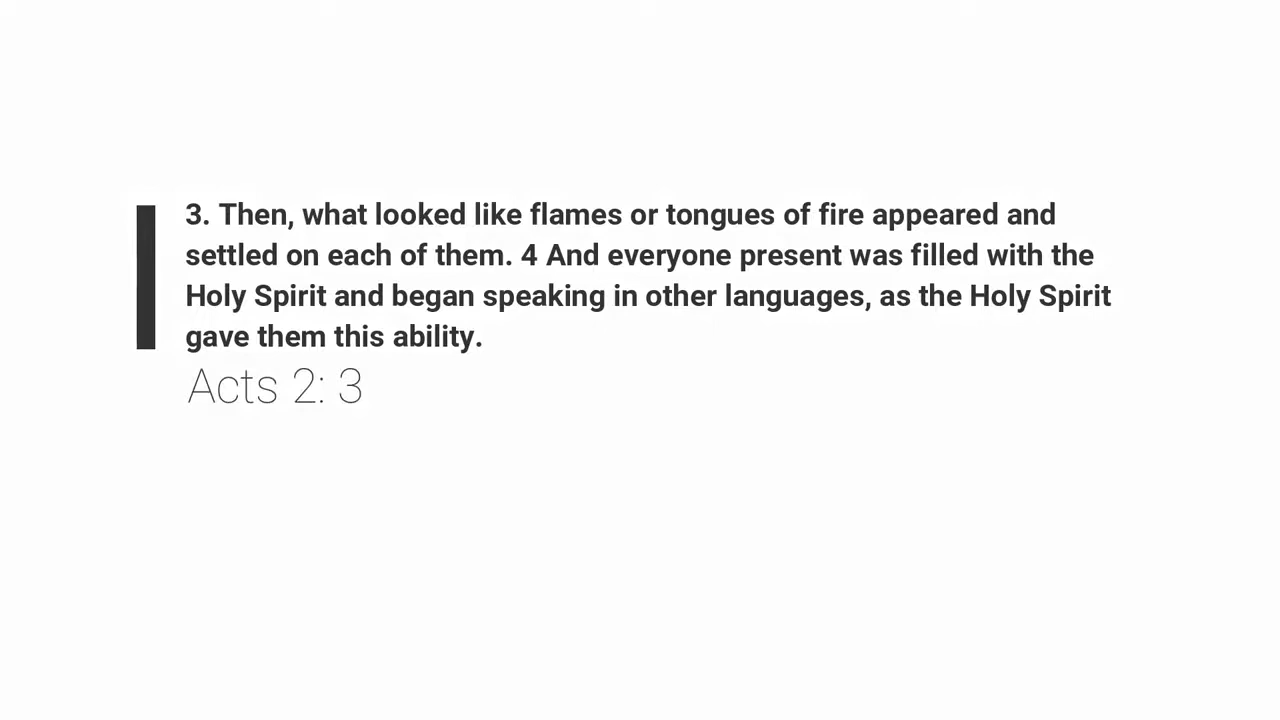 3. Then, what looked like flames or tongues of fire appeared and
settled on each of them. 4 And everyone present was filled with the
Holy Spirit and began speaking in other languages, as the Holy Spirit
gave them this ability.
Acts 2: 3